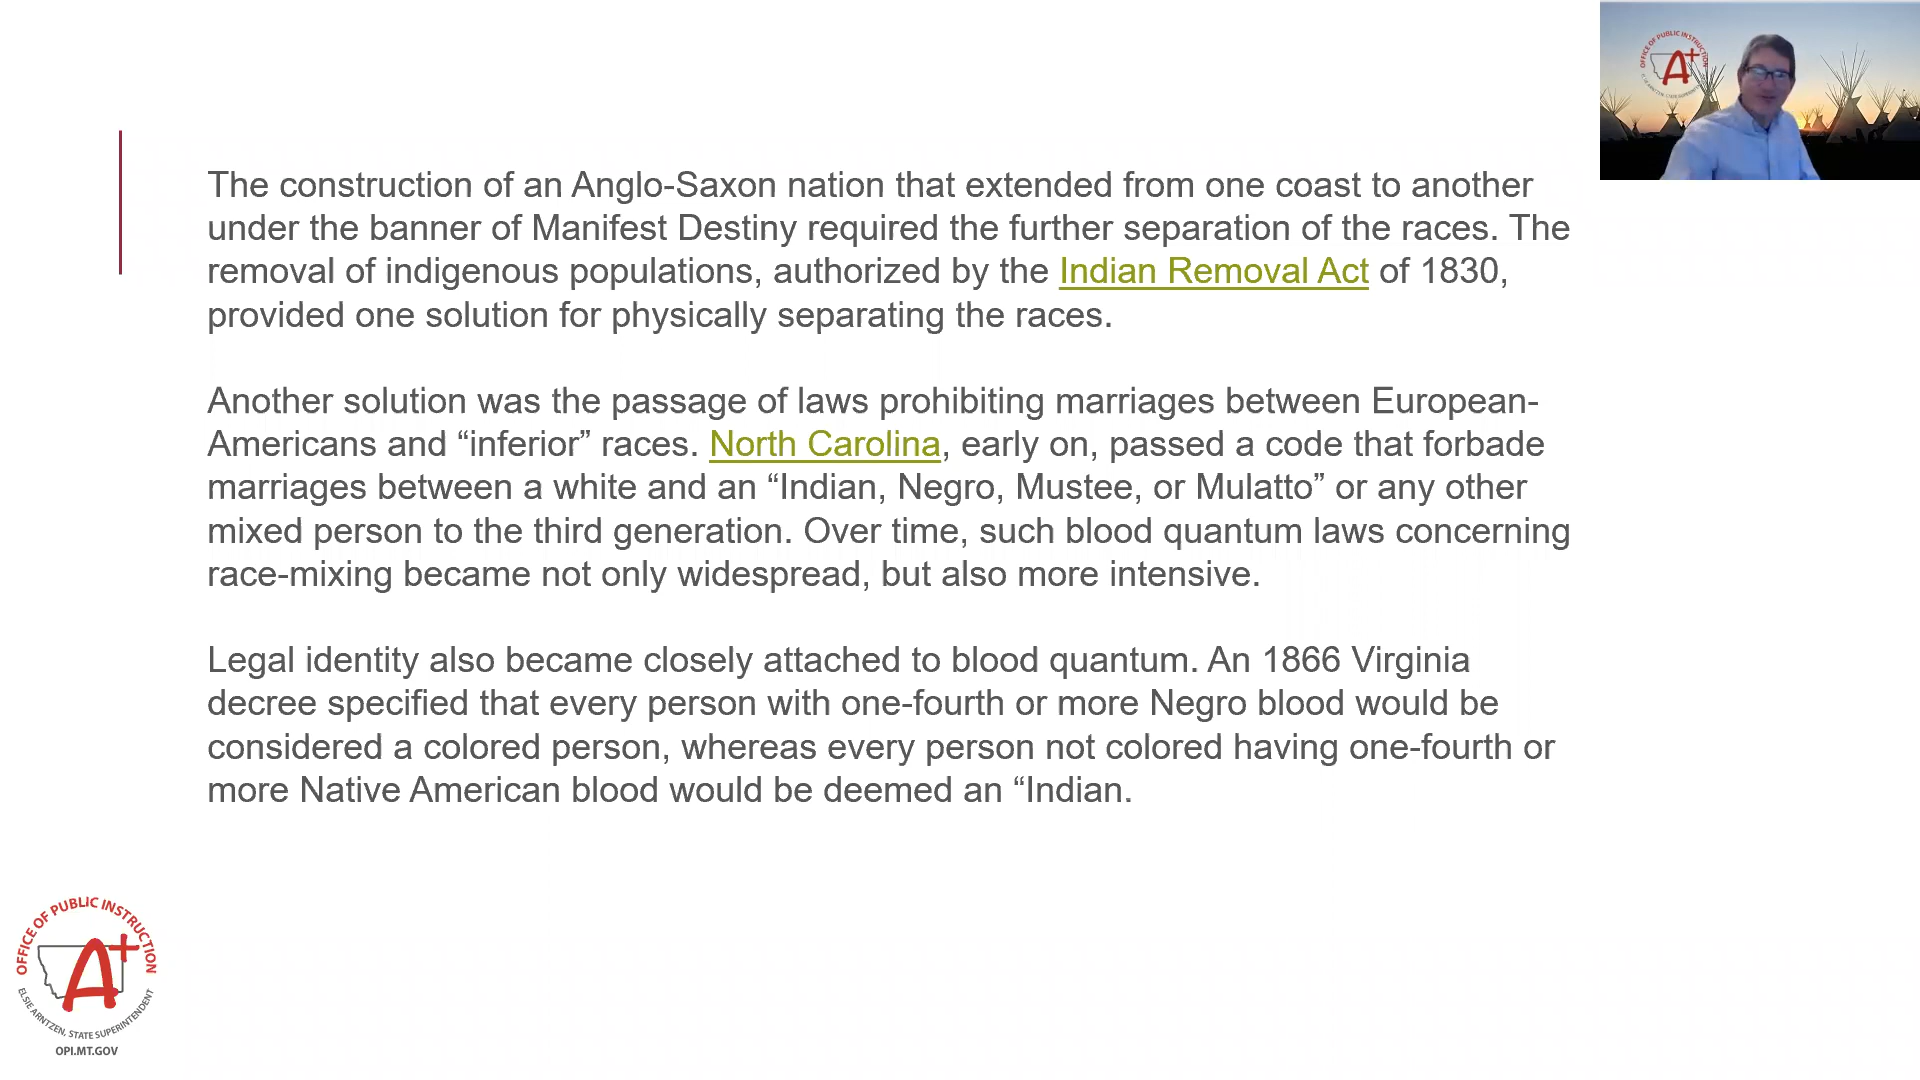 The construction of an Anglo-Saxon nation that extended from one coast to another
under the banner of Manifest Destiny required the further separation of the races. The
removal of indigenous populations, authorized by the Indian Removal Act of 1830,
provided one solution for physically separating the races.
Another solution was the passage of laws prohibiting marriages between European-
Americans and “inferior” races. North Carolina, early on, passed a code that forbade
marriages between a white and an “Indian, Negro, Mustee, or Mulatto” or any other
mixed person to the third generation. Over time, such blood quantum laws concerning
race-mixing became not only widespread, but also more intensive.
Legal identity also became closely attached to blood quantum. An 1866 Virginia
decree specified that every person with one-fourth or more Negro blood would be
considered a colored person, whereas every person not colored having one-fourth or
more Native American blood would be deemed an “Indian.
OFFICE OF PUBLIC INSTRUCTION
A+
ELSIE ARNTZEN, STATE SUPERINTENDENT
OPI.MT.GOV
OFFICE OF PUBLIC INSTRUCTION
A+